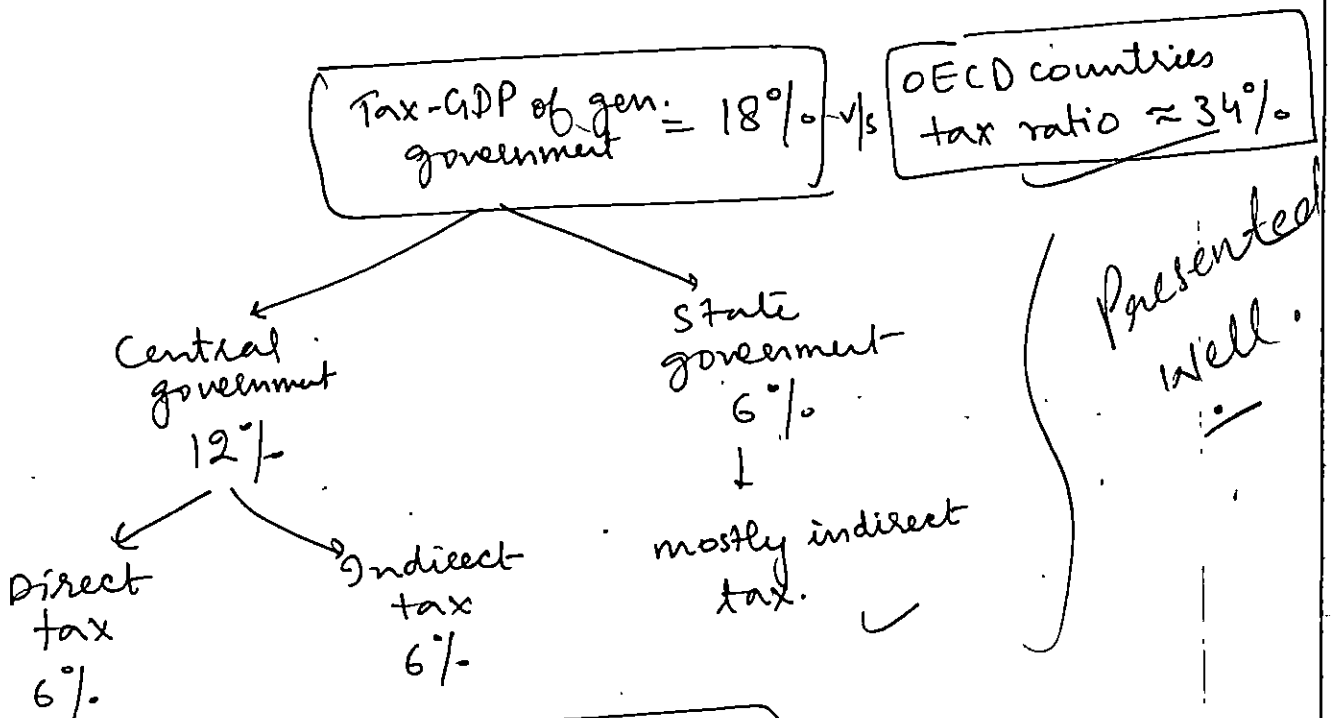 Tax-GDP of gen. government = 18% v/s
OECD countries
tax ratio ≈ 34%
Central
government
12%
State
government
6%
Direct
tax
6%
Indirect
tax
6%
mostly indirect
tax.
Presented
well.